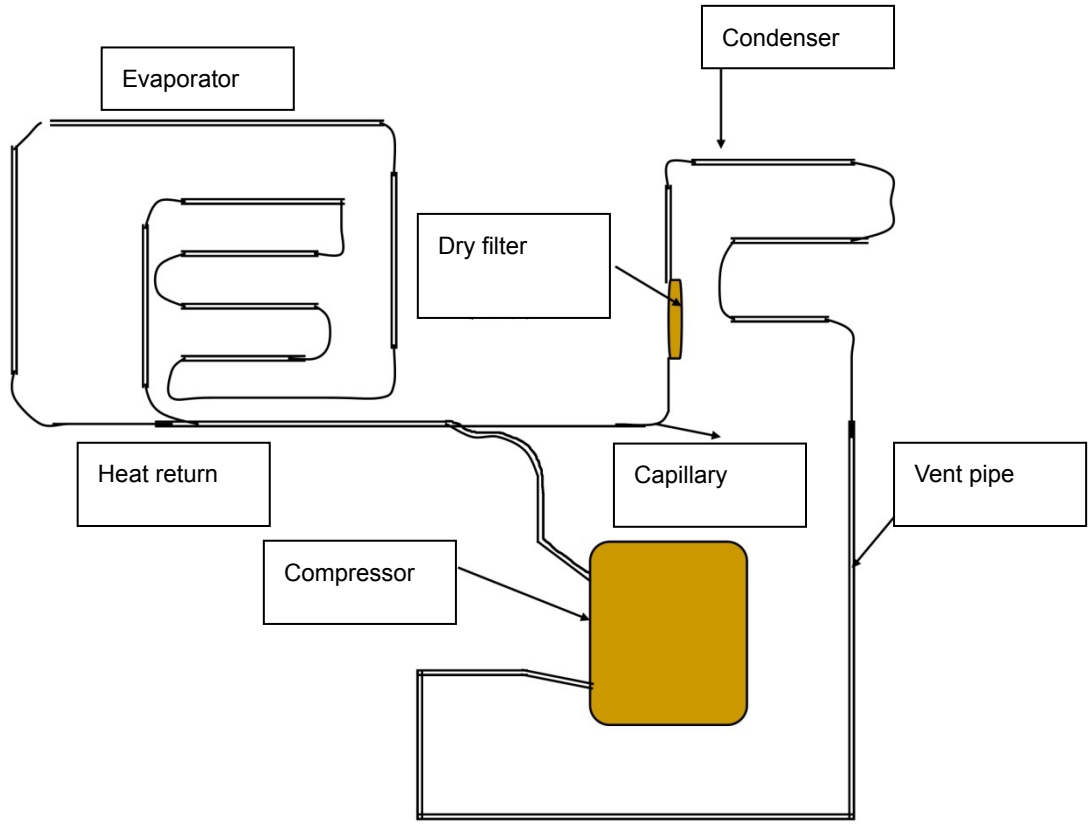 Condenser
Evaporator
Dry filter
Heat return
Capillary
Vent pipe
Compressor